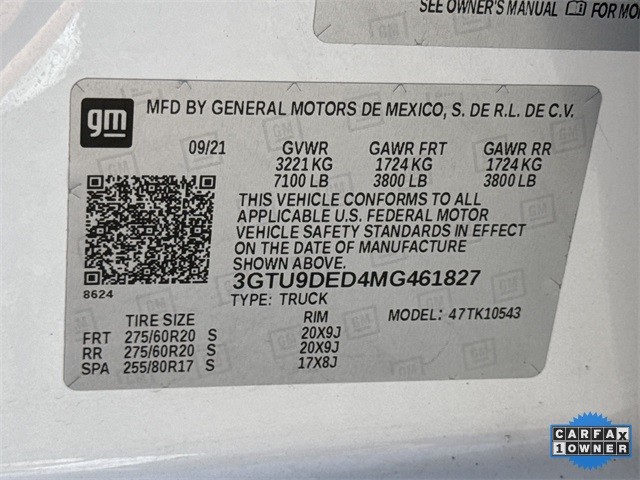 SEE OWNER'S MANUAL FOR MO
gm
MFD BY GENERAL MOTORS DE MEXICO, S. DE R.L. DE C.V.
09/21 GVWR GAWR FRT GAWR RR
3221 KG 1724 KG 1724 KG
7100 LB 3800 LB 3800 LB
THIS VEHICLE CONFORMS TO ALL
APPLICABLE U.S. FEDERAL MOTOR
VEHICLE SAFETY STANDARDS IN EFFECT
ON THE DATE OF MANUFACTURE
SHOWN ABOVE.
8624
3GTU9DED4MG461827
TYPE: TRUCK
TIRE SIZE RIM MODEL: 47TK10543
FRT 275/60R20 S 20X9J
RR 275/60R20 S 20X9J
SPA 255/80R17 S 17X8J
CARFAX
1 OWNER